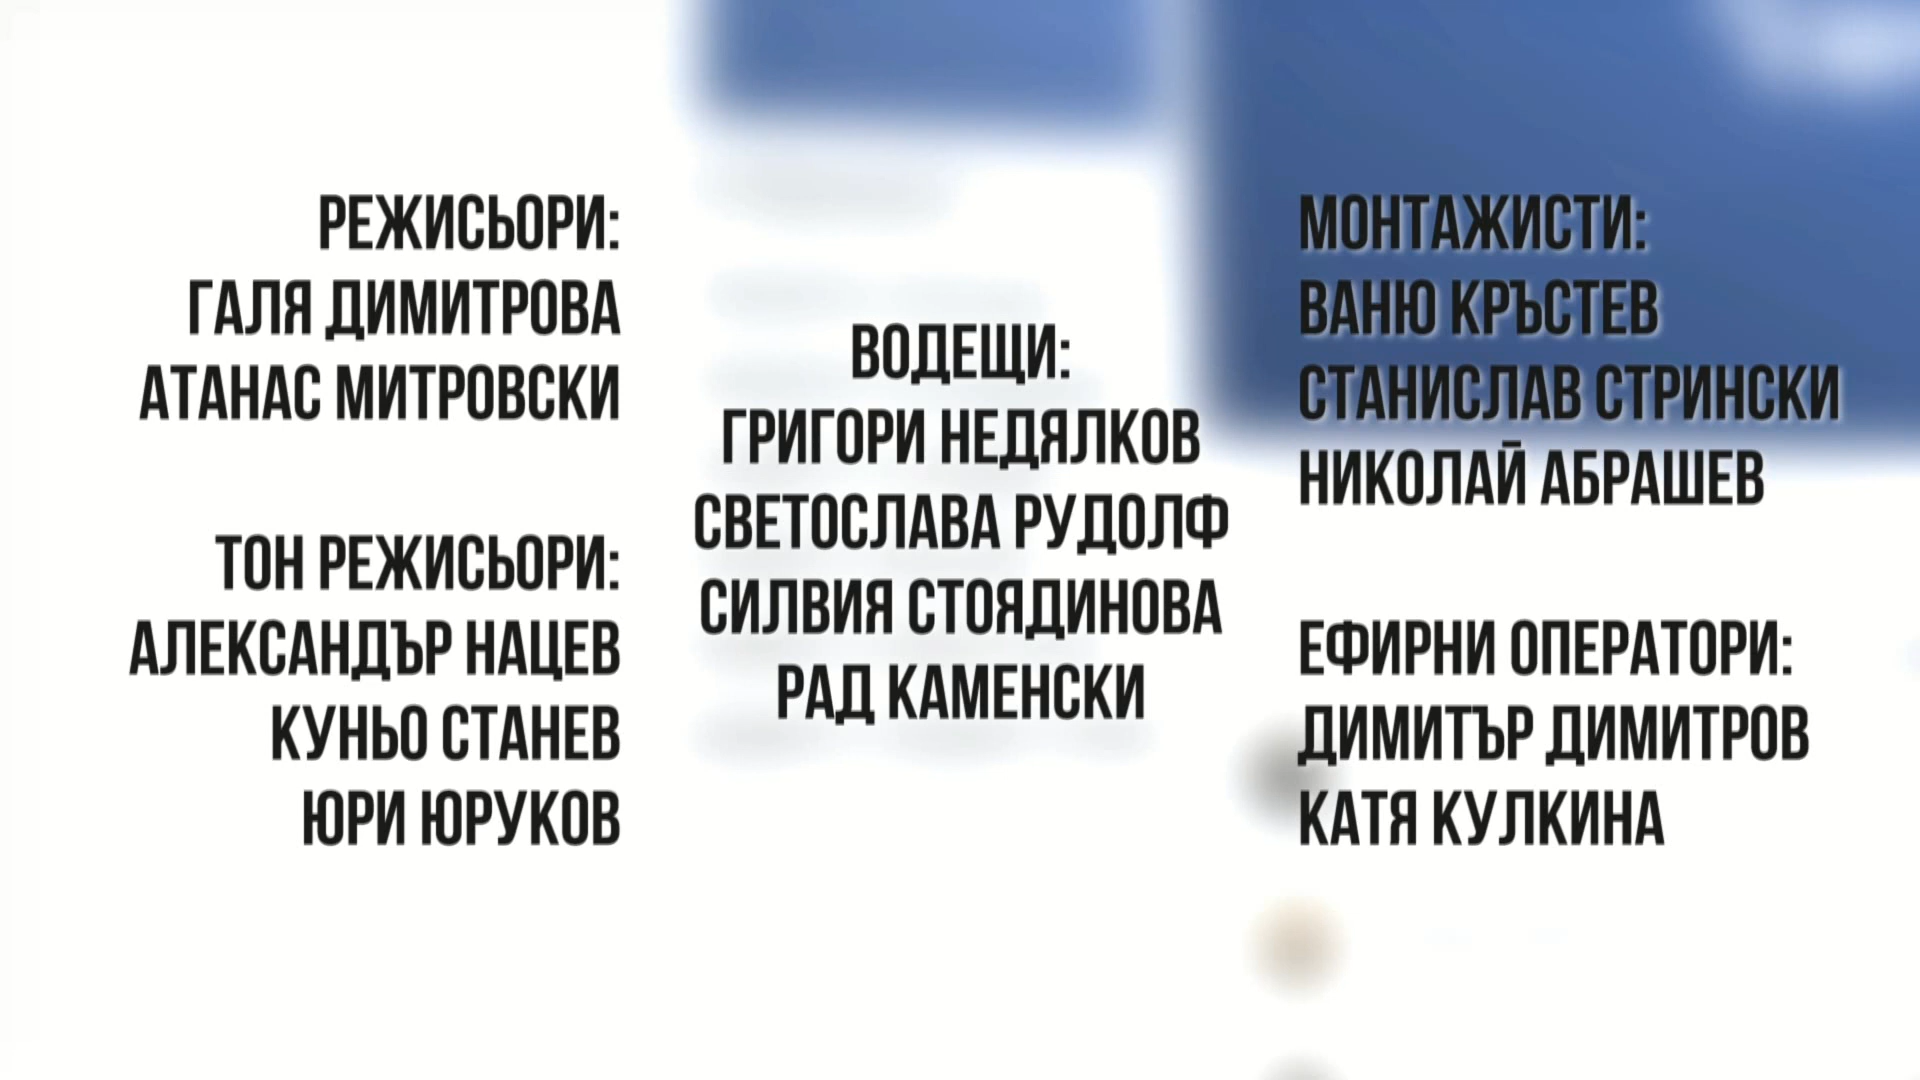 РЕЖИСЬОРИ:
ГАЛЯ ДИМИТРОВА
АТАНАС МИТРОВСКИ
ТОН РЕЖИСЬОРИ:
АЛЕКСАНДЪР НАЦЕВ
КУНЬО СТАНЕВ
ЮРИ ЮРУКОВ
ВОДЕЩИ:
ГРИГОРИ НЕДЯЛКОВ
СВЕТОСЛАВА РУДОЛФ
СИЛВИЯ СТОЯДИНОВА
РАД КАМЕНСКИ
МОНТАЖИСТИ:
ВАНЮ КРЪСТЕВ
СТАНИСЛАВ СТРИНСКИ
НИКОЛАЙ АБРАШЕВ
ЕФИРНИ ОПЕРАТОРИ:
ДИМИТЪР ДИМИТРОВ
КАТЯ КУЛКИНА